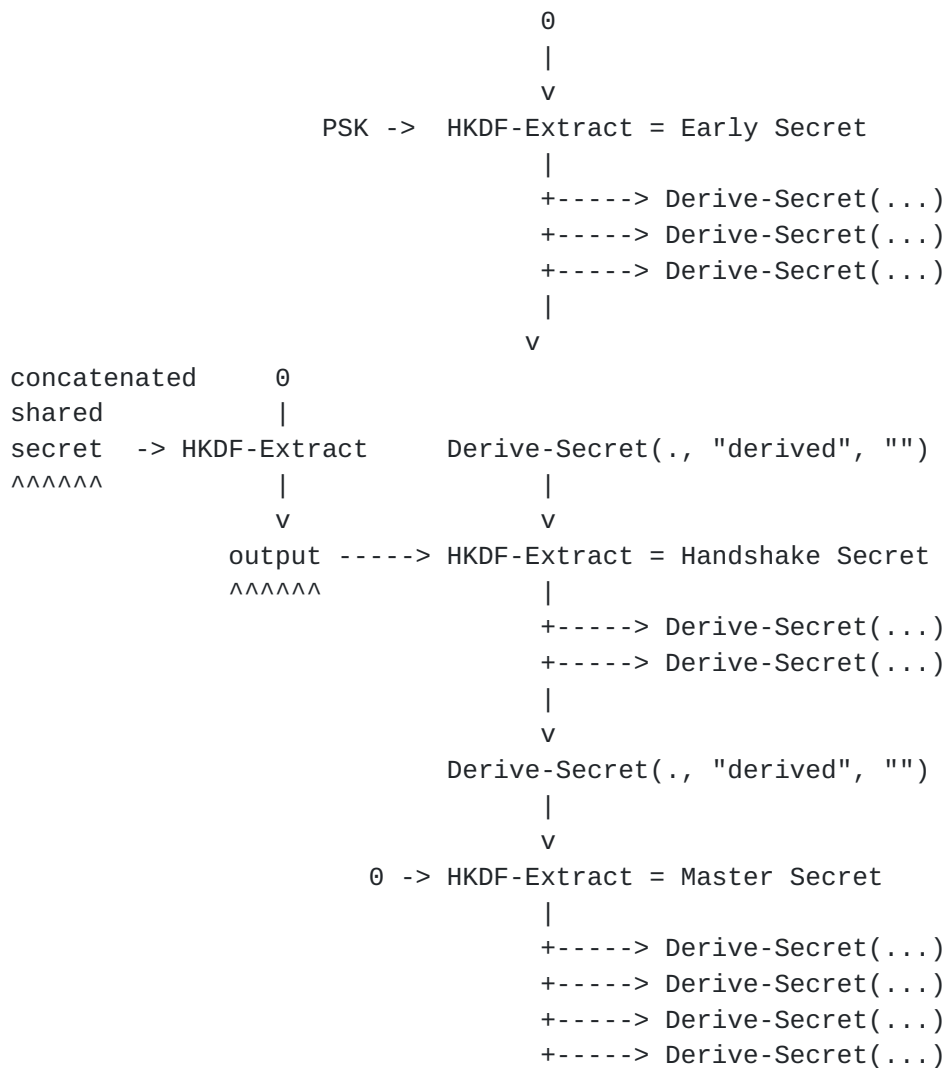 0
                                  |
                                  v
                    PSK ->  HKDF-Extract = Early Secret
                                  |
                                  +-----> Derive-Secret(...)
                                  +-----> Derive-Secret(...)
                                  +-----> Derive-Secret(...)
                                  |
                                 v
concatenated     0
shared           |
secret  -> HKDF-Extract     Derive-Secret(., "derived", "")
^^^^^^           |                |
                 v                v
              output -----> HKDF-Extract = Handshake Secret
              ^^^^^^              |
                                  +-----> Derive-Secret(...)
                                  +-----> Derive-Secret(...)
                                  |
                                  v
                            Derive-Secret(., "derived", "")
                                  |
                                  v
                       0 -> HKDF-Extract = Master Secret
                                  |
                                  +-----> Derive-Secret(...)
                                  +-----> Derive-Secret(...)
                                  +-----> Derive-Secret(...)
                                  +-----> Derive-Secret(...)